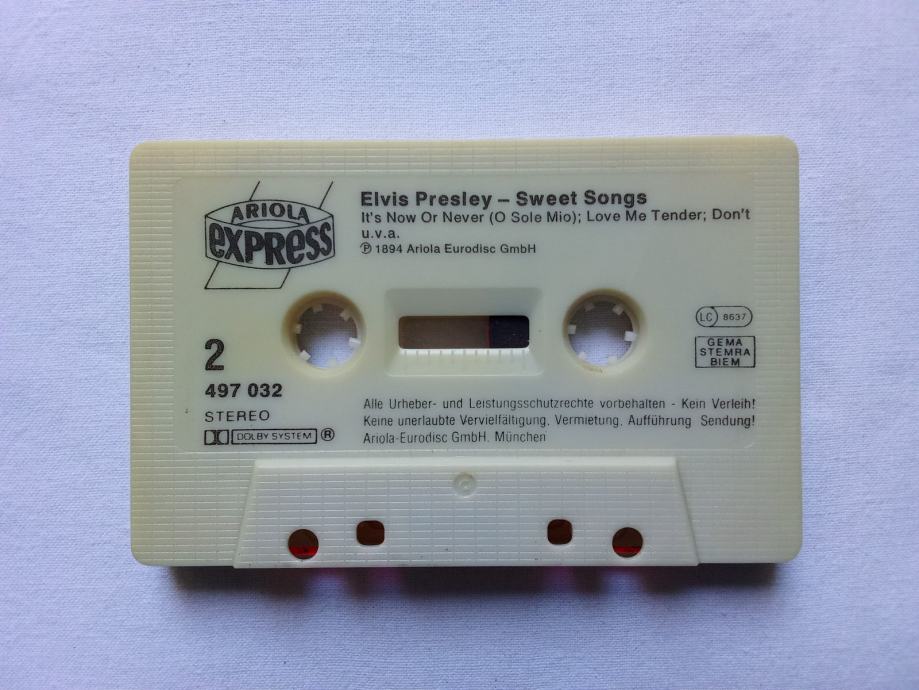 ARIOLA
eXPRess
Elvis Presley – Sweet Songs
It's Now Or Never (O Sole Mio); Love Me Tender; Don't
u.v.a.
℗ 1894 Ariola Eurodisc GmbH
2
497 032
STEREO
DOLBY SYSTEM ®
LC 8637
GEMA
STEMRA
BIEM
Alle Urheber- und Leistungsschutzrechte vorbehalten - Kein Verleih!
Keine unerlaubte Vervielfältigung, Vermietung, Aufführung Sendung!
Ariola-Eurodisc GmbH. München